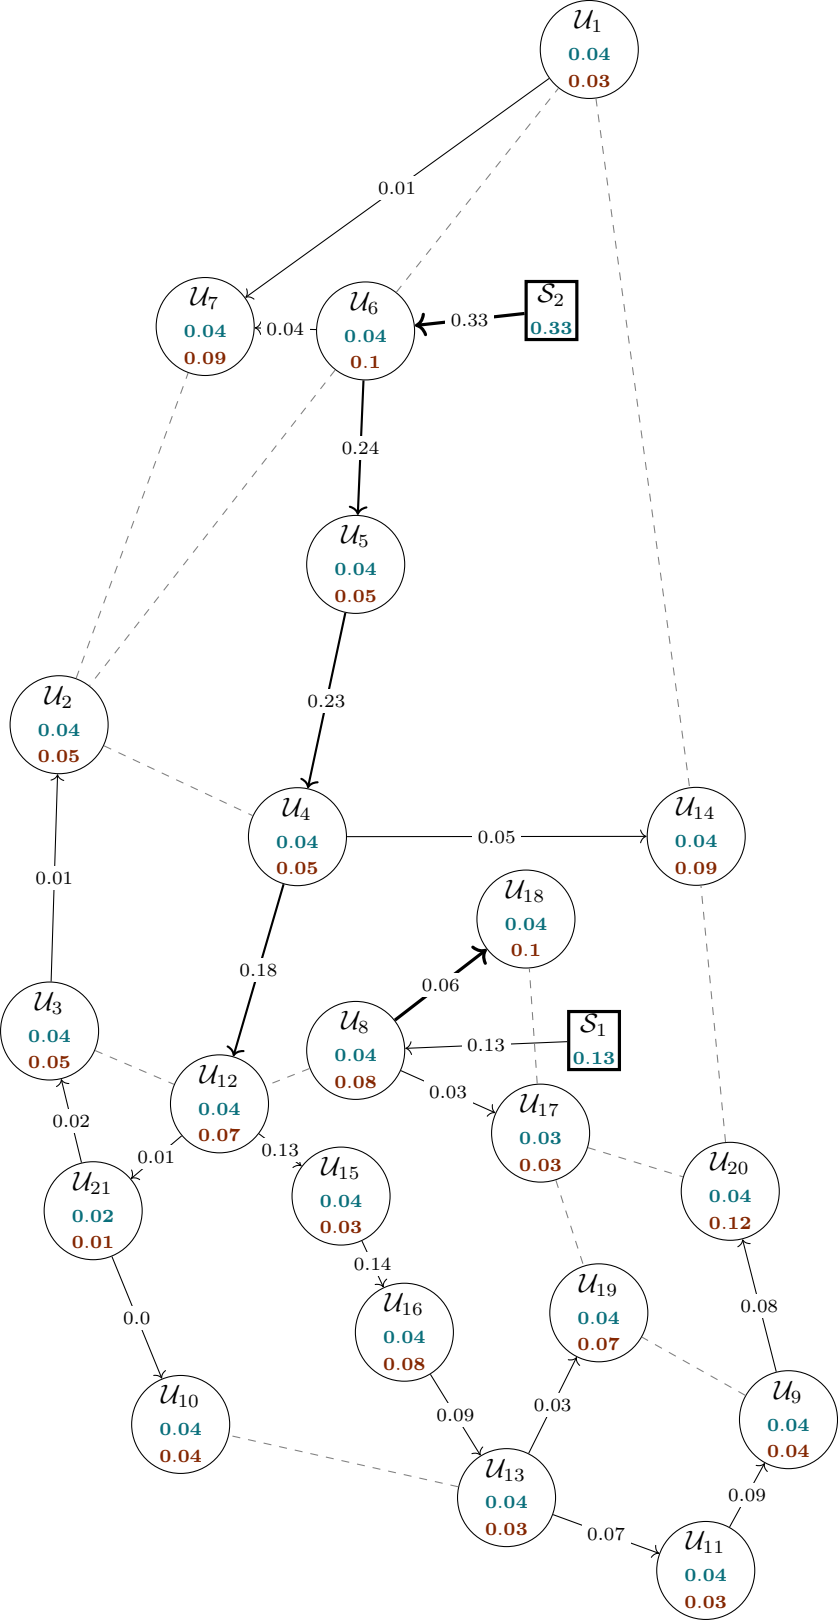 𝒰₁
0.04
0.03
0.01
𝒰₇
0.04
0.09
0.04
𝒰₆
0.04
0.1
0.33
𝒮₂
0.33
0.24
𝒰₅
0.04
0.05
0.23
𝒰₂
0.04
0.05
𝒰₄
0.04
0.05
0.05
𝒰₁₄
0.04
0.09
0.01
𝒰₁₈
0.04
0.1
0.18
0.06
𝒰₃
0.04
0.05
𝒰₈
0.04
0.08
0.13
𝒮₁
0.13
𝒰₁₂
0.04
0.07
0.03
𝒰₁₇
0.03
0.03
0.02
0.01
0.13
𝒰₂₁
0.02
0.01
𝒰₁₅
0.04
0.03
𝒰₂₀
0.04
0.12
0.14
0.0
𝒰₁₆
0.04
0.08
𝒰₁₉
0.04
0.07
0.08
𝒰₁₀
0.04
0.04
0.09
0.03
𝒰₉
0.04
0.04
𝒰₁₃
0.04
0.03
0.09
0.07
𝒰₁₁
0.04
0.03